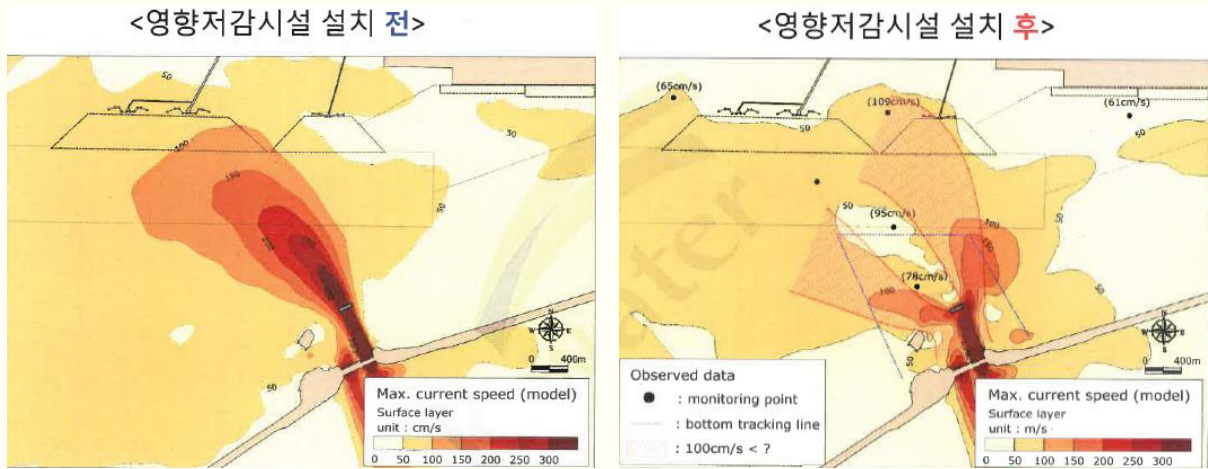 <영향저감시설 설치 전>
50
100
50
150
200
50
50
N
W E
S
0 400m
Max. current speed (model)
Surface layer
unit : cm/s
0 50 100 150 200 250 300
<영향저감시설 설치 후>
(65cm/s)
(109cm/s)
(61cm/s)
50
50
50
(95cm/s)
50
100
150
(78cm/s)
100
50
N
W E
S
0 400m
Observed data
: monitoring point
: bottom tracking line
: 100cm/s < ?
Max. current speed (model)
Surface layer
unit : m/s
0 50 100 150 200 250 300